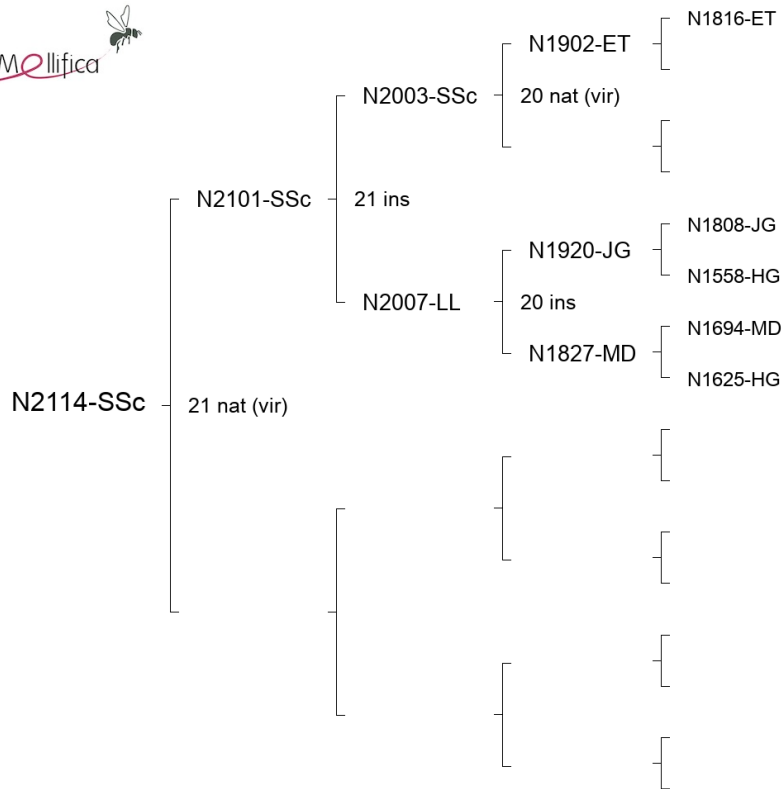 Mellifica
N1816-ET
N1902-ET
N2003-SSc
20 nat (vir)
N2101-SSc
21 ins
N1808-JG
N1920-JG
N1558-HG
N2007-LL
20 ins
N1694-MD
N1827-MD
N1625-HG
N2114-SSc
21 nat (vir)